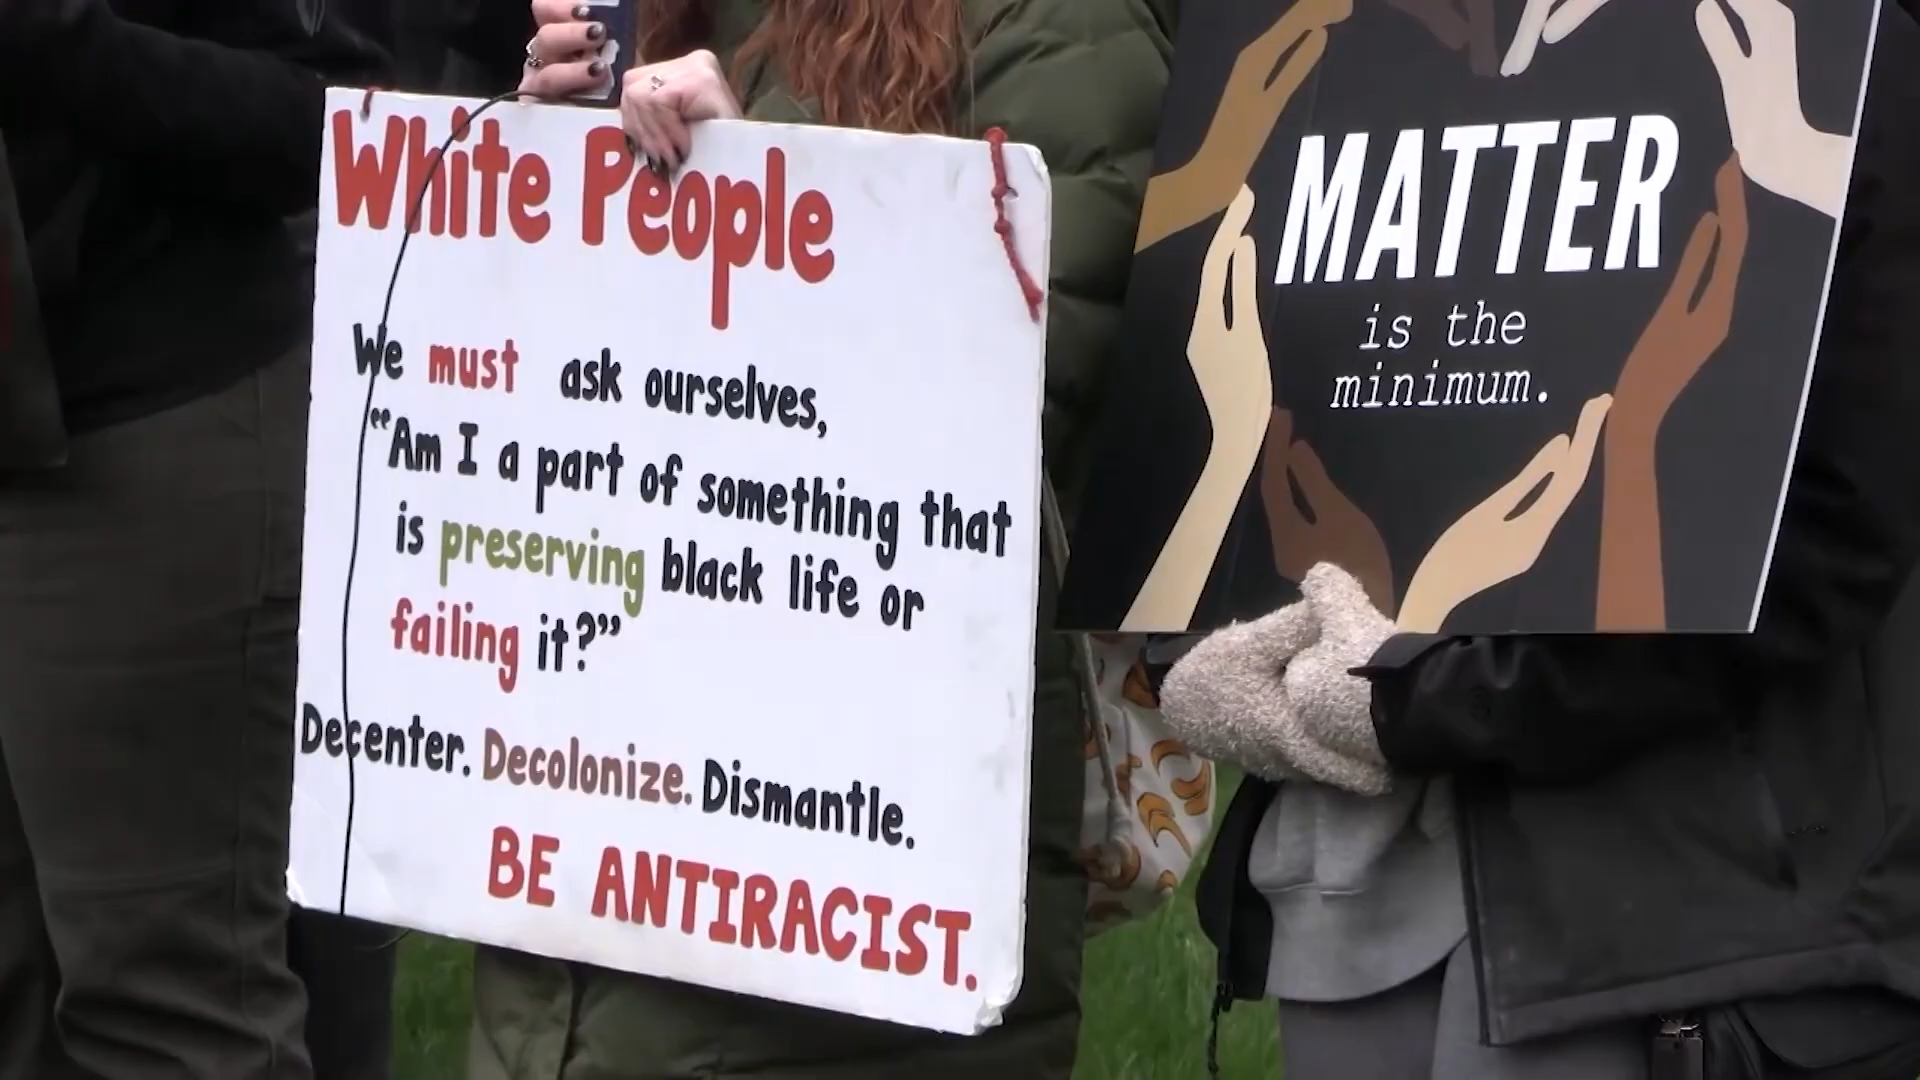 White People
We must ask ourselves,
“Am I a part of something that
is preserving black life or
failing it?”
Decenter. Decolonize. Dismantle.
BE ANTIRACIST.
MATTER
is the
minimum.